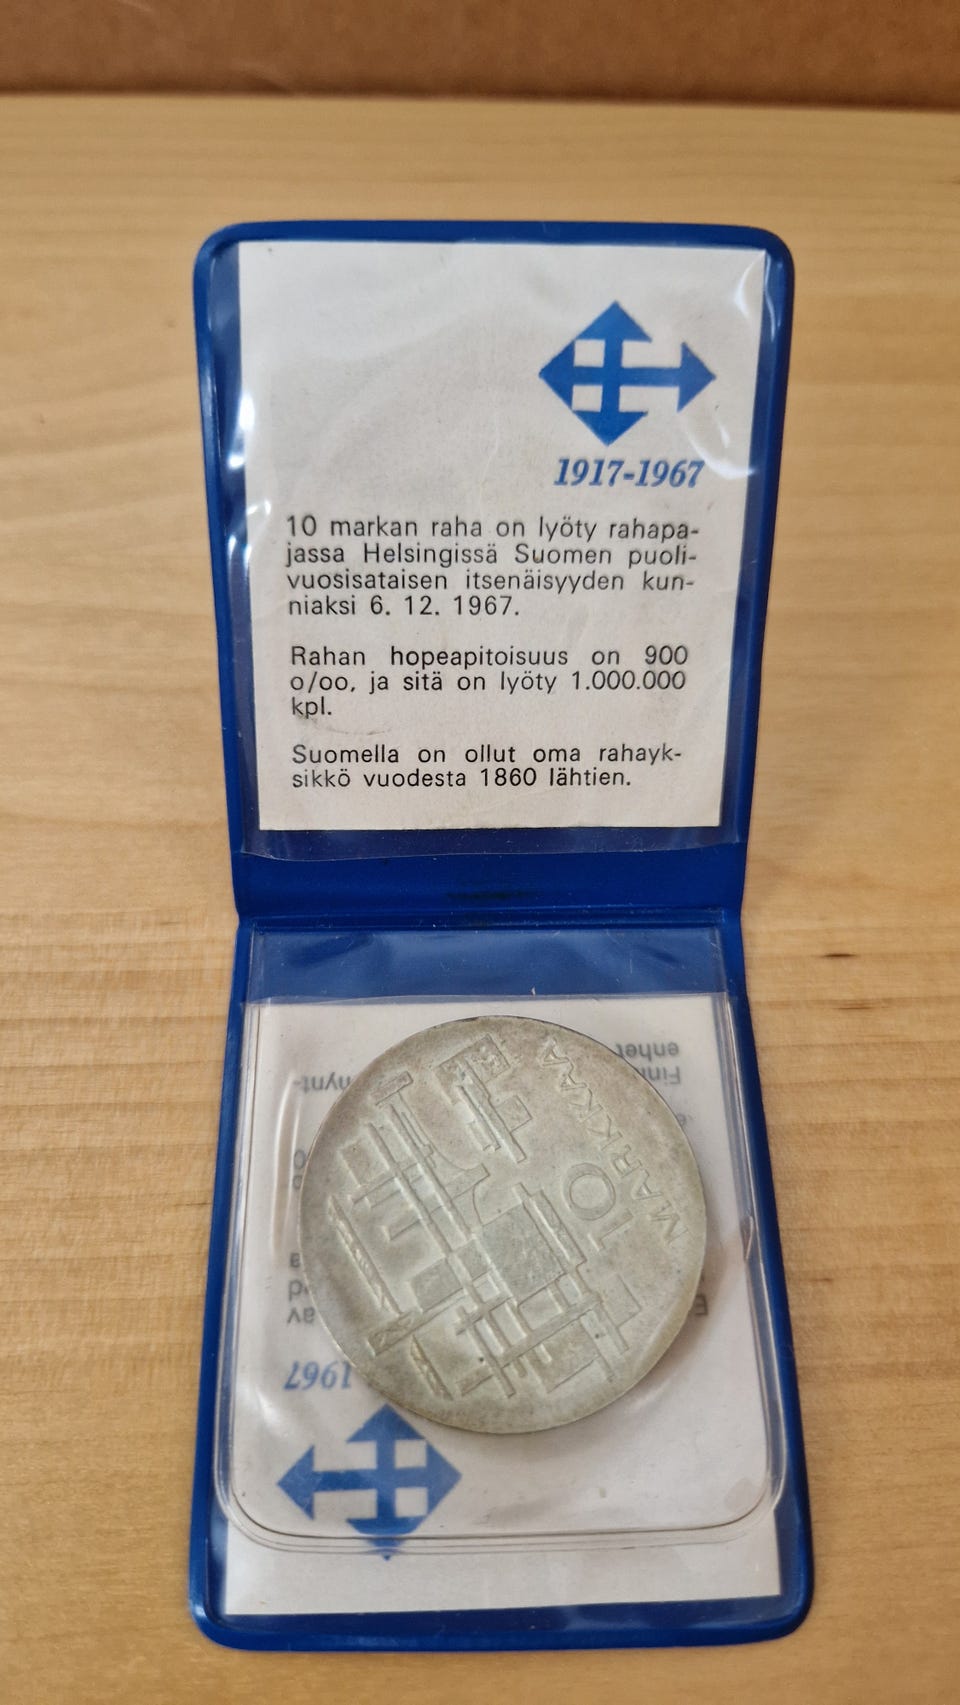 1917-1967
10 markan raha on lyöty rahapa-
jassa Helsingissä Suomen puoli-
vuosisataisen itsenäisyyden kun-
niaksi 6. 12. 1967.
Rahan hopeapitoisuus on 900
o/oo, ja sitä on lyöty 1.000.000
kpl.
Suomella on ollut oma rahayk-
sikkö vuodesta 1860 lähtien.
10
MARKKAA
1967